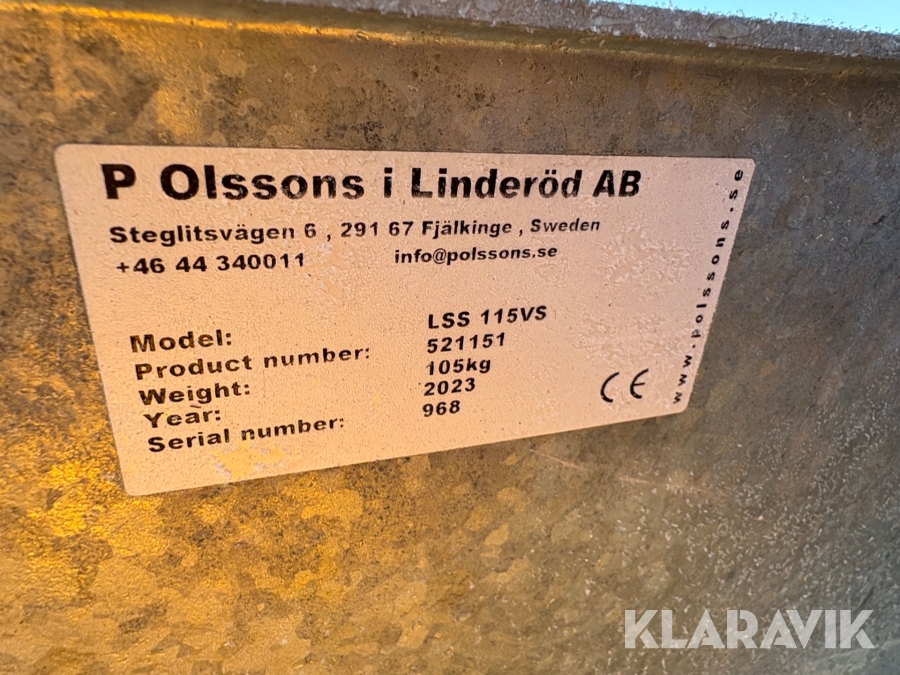 P Olssons i Linderöd AB
Steglitsvägen 6 , 291 67 Fjälkinge , Sweden
+46 44 340011 info@polssons.se
Model: LSS 115VS
Product number: 521151
Weight: 105kg
Year: 2023
Serial number: 968
CE
www.polssons.se
KLARAVIK